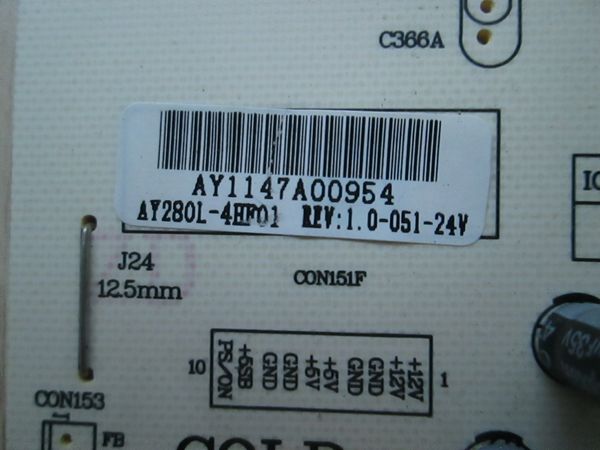 C366A
AY1147A00954
AY280L-4HF01 REV:1.0-051-24V
J24
12.5mm
CON151F
10
PS/ON
+5SB
GND
GND
+5V
+5V
GND
GND
+12V
+12V
1
CON153
FB